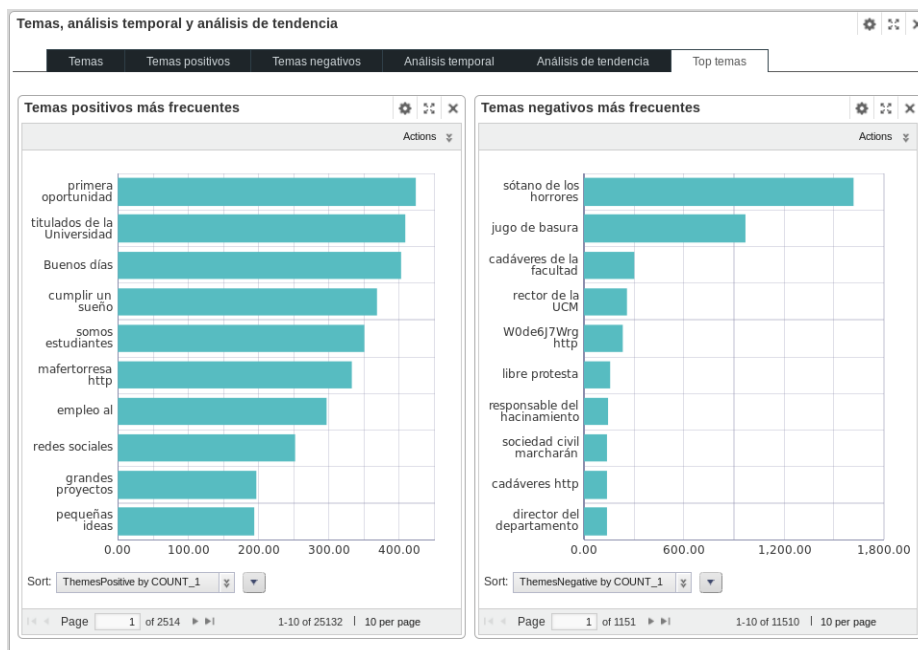 Temas, análisis temporal y análisis de tendencia
Temas
Temas positivos
Temas negativos
Análisis temporal
Análisis de tendencia
Top temas
Temas positivos más frecuentes
Actions
primera
oportunidad
titulados de la
Universidad
Buenos días
cumplir un
sueño
somos
estudiantes
mafertorresa
http
empleo al
redes sociales
grandes
proyectos
pequeñas
ideas
0.00 100.00 200.00 300.00 400.00
Sort: ThemesPositive by COUNT_1
Page 1 of 2514 1-10 of 25132 | 10 per page
Temas negativos más frecuentes
Actions
sótano de los
horrores
jugo de basura
cadáveres de la
facultad
rector de la
UCM
W0de6J7Wrg
http
libre protesta
responsable del
hacinamiento
sociedad civil
marcharán
cadáveres http
director del
departamento
0.00 600.00 1,200.00 1,800.00
Sort: ThemesNegative by COUNT_1
Page 1 of 1151 1-10 of 11510 | 10 per page